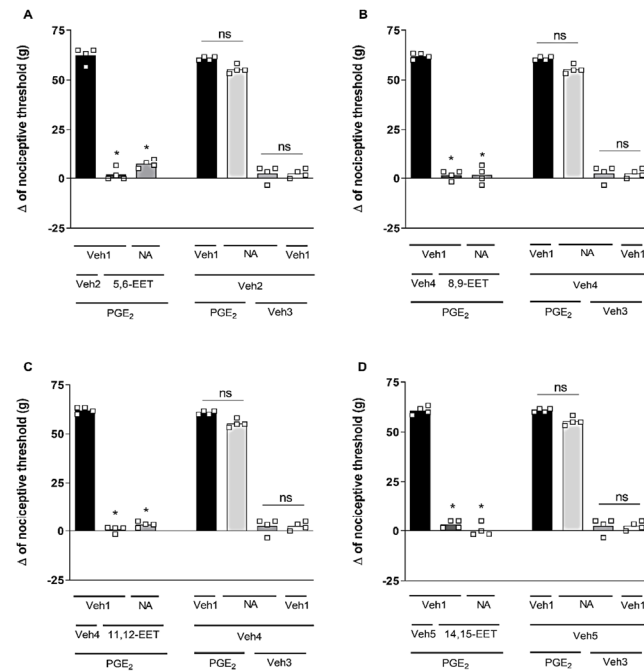 A
B
Δ of nociceptive threshold (g)
75
50
25
0
-25
*
*
ns
ns
Veh1
NA
Veh1
NA
Veh1
Veh2
5,6-EET
Veh2
PGE2
PGE2
Veh3
Δ of nociceptive threshold (g)
75
50
25
0
-25
*
*
ns
ns
Veh1
NA
Veh1
NA
Veh1
Veh4
8,9-EET
Veh4
PGE2
PGE2
Veh3
C
D
Δ of nociceptive threshold (g)
75
50
25
0
-25
*
*
ns
ns
Veh1
NA
Veh1
NA
Veh1
Veh4
11,12-EET
Veh4
PGE2
PGE2
Veh3
Δ of nociceptive threshold (g)
75
50
25
0
-25
*
*
ns
ns
Veh1
NA
Veh1
NA
Veh1
Veh5
14,15-EET
Veh5
PGE2
PGE2
Veh3